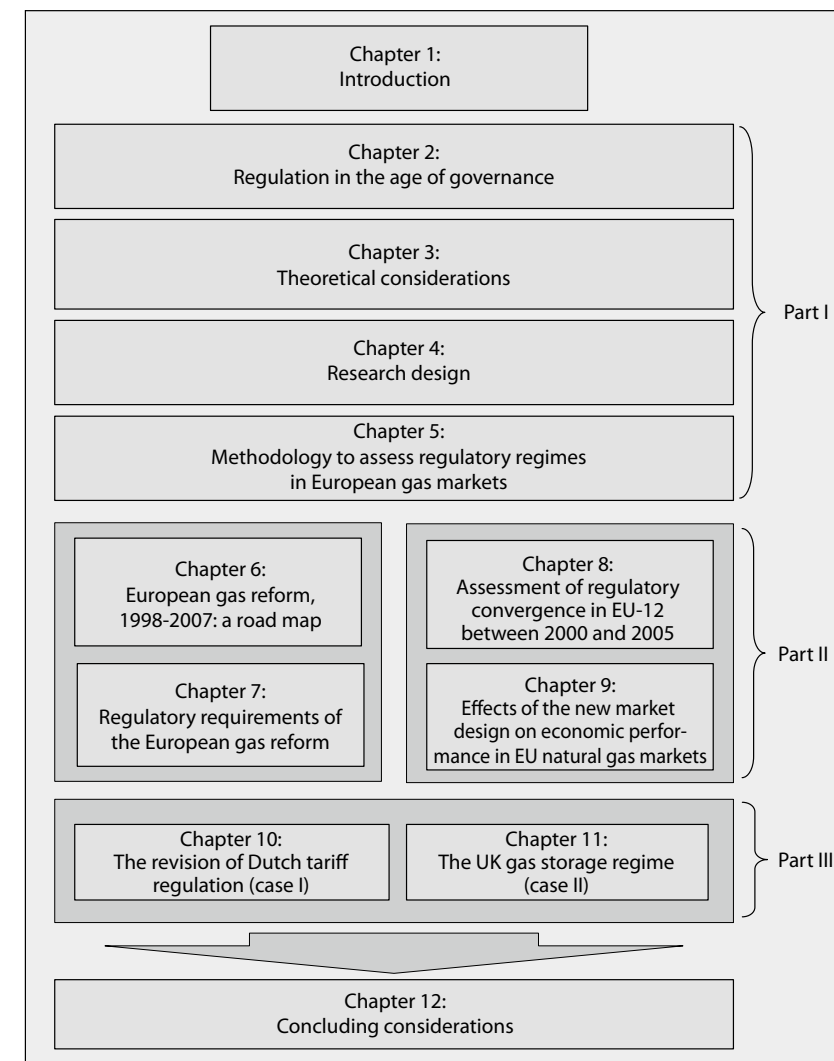 Chapter 1:
Introduction
Chapter 2:
Regulation in the age of governance
Chapter 3:
Theoretical considerations
Chapter 4:
Research design
Chapter 5:
Methodology to assess regulatory regimes
in European gas markets
Part I
Chapter 6:
European gas reform,
1998-2007: a road map
Chapter 7:
Regulatory requirements of
the European gas reform
Chapter 8:
Assessment of regulatory
convergence in EU-12
between 2000 and 2005
Chapter 9:
Effects of the new market
design on economic perfor-
mance in EU natural gas markets
Part II
Chapter 10:
The revision of Dutch tariff
regulation (case I)
Chapter 11:
The UK gas storage regime
(case II)
Part III
Chapter 12:
Concluding considerations